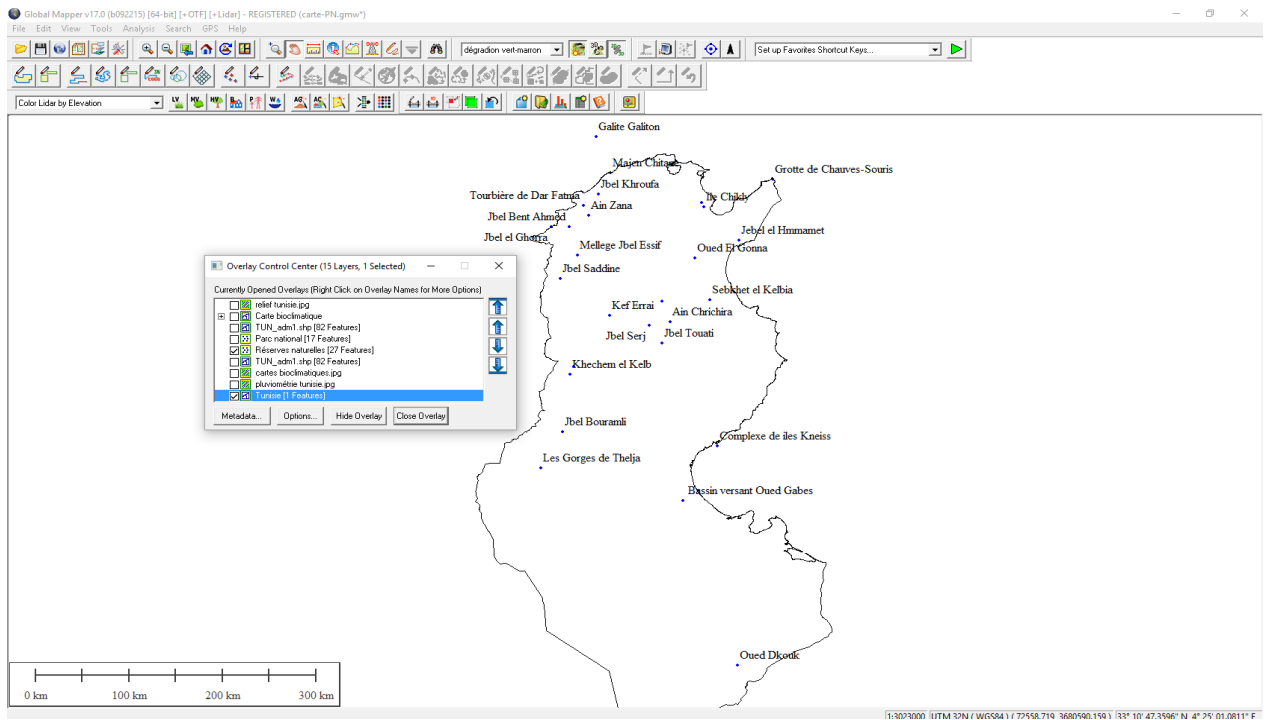 Global Mapper v17.0 (b092215) [64-bit] [+OTF] [+Lidar] - REGISTERED (carte-PN.gmw*)
File Edit View Tools Analysis Search GPS Help
dégradion vert-marron
Set up Favorites Shortcut Keys...
Color Lidar by Elevation
Galite Galiton
Majen Chitane
Grotte de Chauves-Souris
Jbel Khroufa
Tourbière de Dar Fatma
Ile Chikly
Ain Zana
Jbel Bent Ahmed
Jebel el Hmmamet
Jbel el Ghorra
Mellege Jbel Essif
Oued El Gonna
Jbel Saddine
Sebkhet el Kelbia
Kef Errai
Ain Chrichira
Jbel Serj
Jbel Touati
Khechem el Kelb
Jbel Bouramli
Complexe de iles Kneiss
Les Gorges de Thelja
Bassin versant Oued Gabes
Oued Dkouk
Overlay Control Center (15 Layers, 1 Selected)
Currently Opened Overlays (Right Click on Overlay Names for More Options)
relief tunisie.jpg
Carte bioclimatique
TUN_adm1.shp [82 Features]
Parc national [17 Features]
Réserves naturelles [27 Features]
TUN_adm1.shp [82 Features]
cartes bioclimatiques.jpg
pluviométrie tunisie.jpg
Tunisie [1 Features]
Metadata... Options... Hide Overlay Close Overlay
0 km 100 km 200 km 300 km
1:3023000 UTM 32N ( WGS84 ) ( 72558.719, 3680590.159 ) 33° 10' 47.3596" N, 4° 25' 01.0811" E